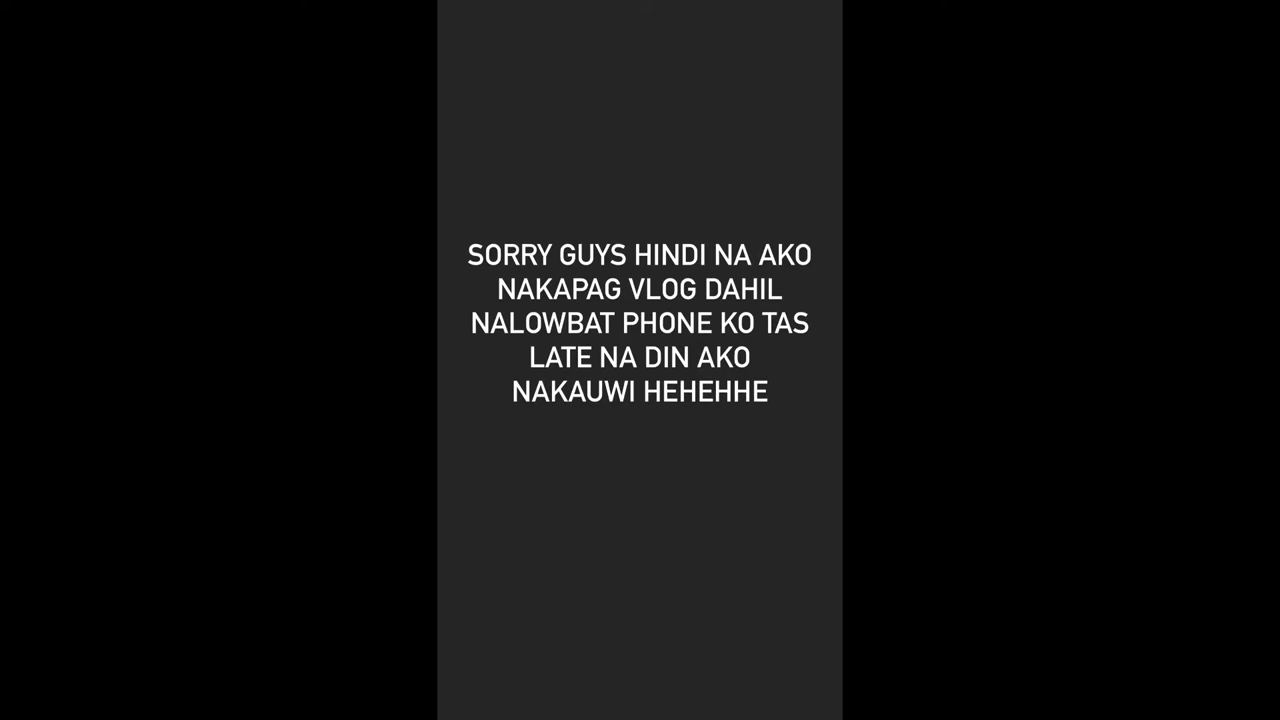 SORRY GUYS HINDI NA AKO
NAKAPAG VLOG DAHIL
NALOWBAT PHONE KO TAS
LATE NA DIN AKO
NAKAUWI HEHEHHE